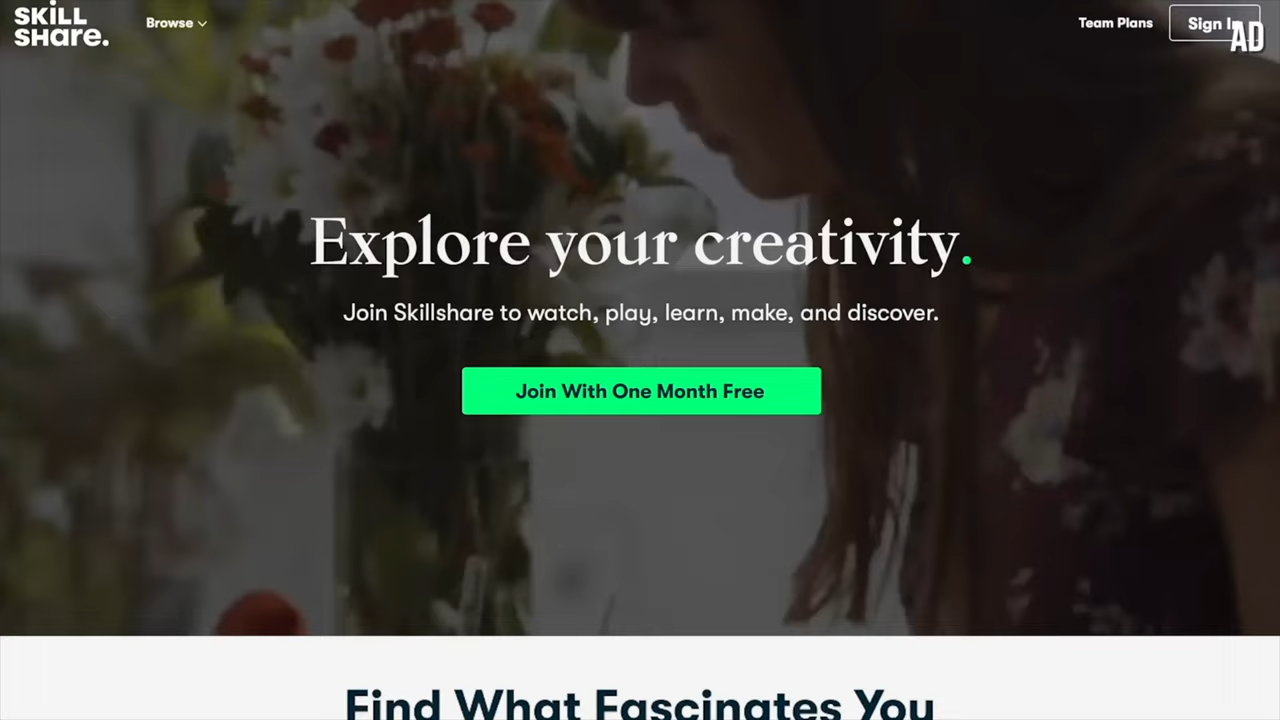 SKILL
SHare.
Browse
Team Plans
Sign In
AD
Explore your creativity.
Join Skillshare to watch, play, learn, make, and discover.
Join With One Month Free
Find What Fascinates You